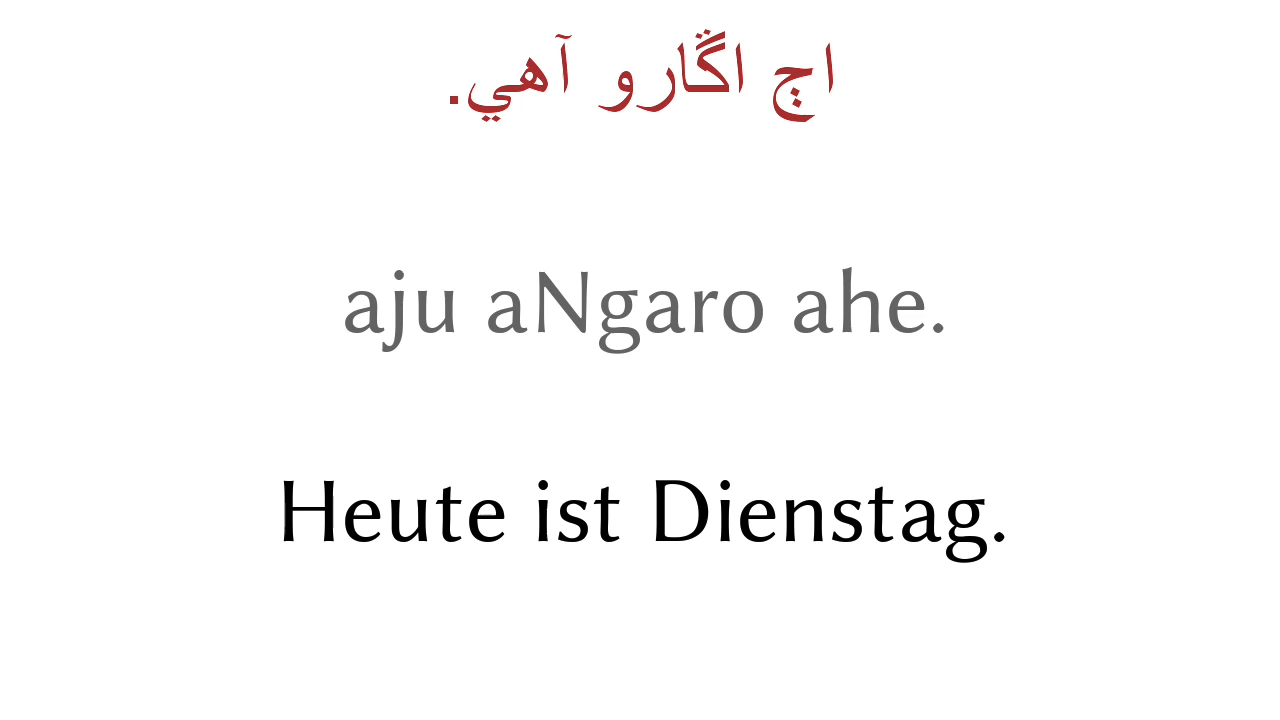 اڄ اڱارو آهي.
aju aNgaro ahe.
Heute ist Dienstag.